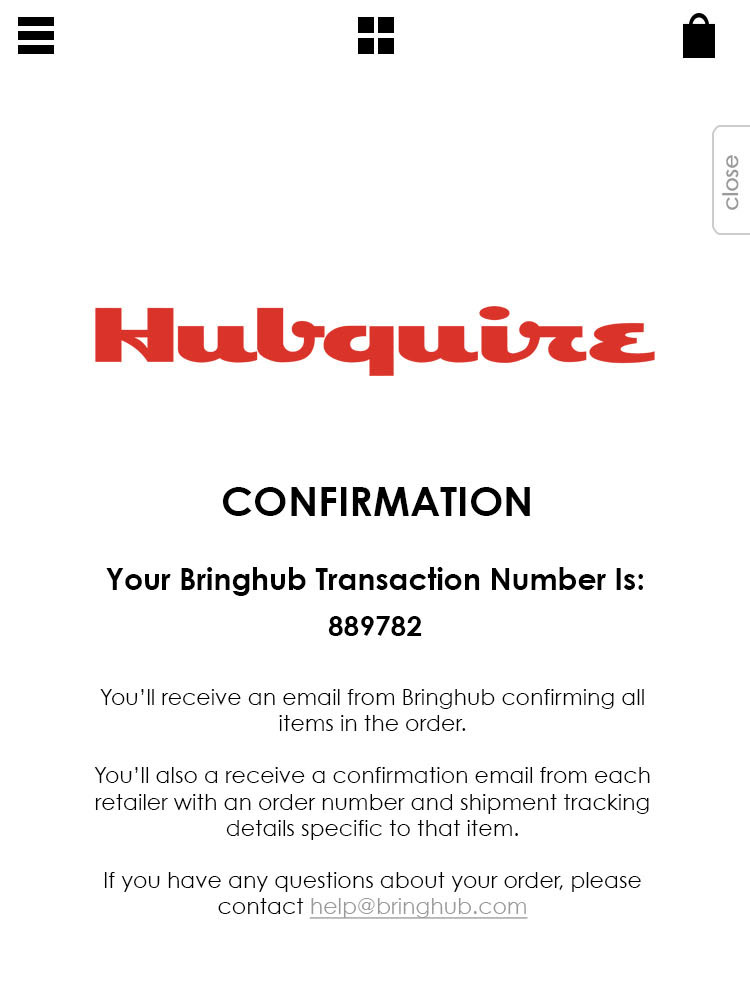 close
Hubquire
CONFIRMATION
Your Bringhub Transaction Number Is:
889782
You’ll receive an email from Bringhub confirming all
items in the order.
You’ll also a receive a confirmation email from each
retailer with an order number and shipment tracking
details specific to that item.
If you have any questions about your order, please
contact help@bringhub.com